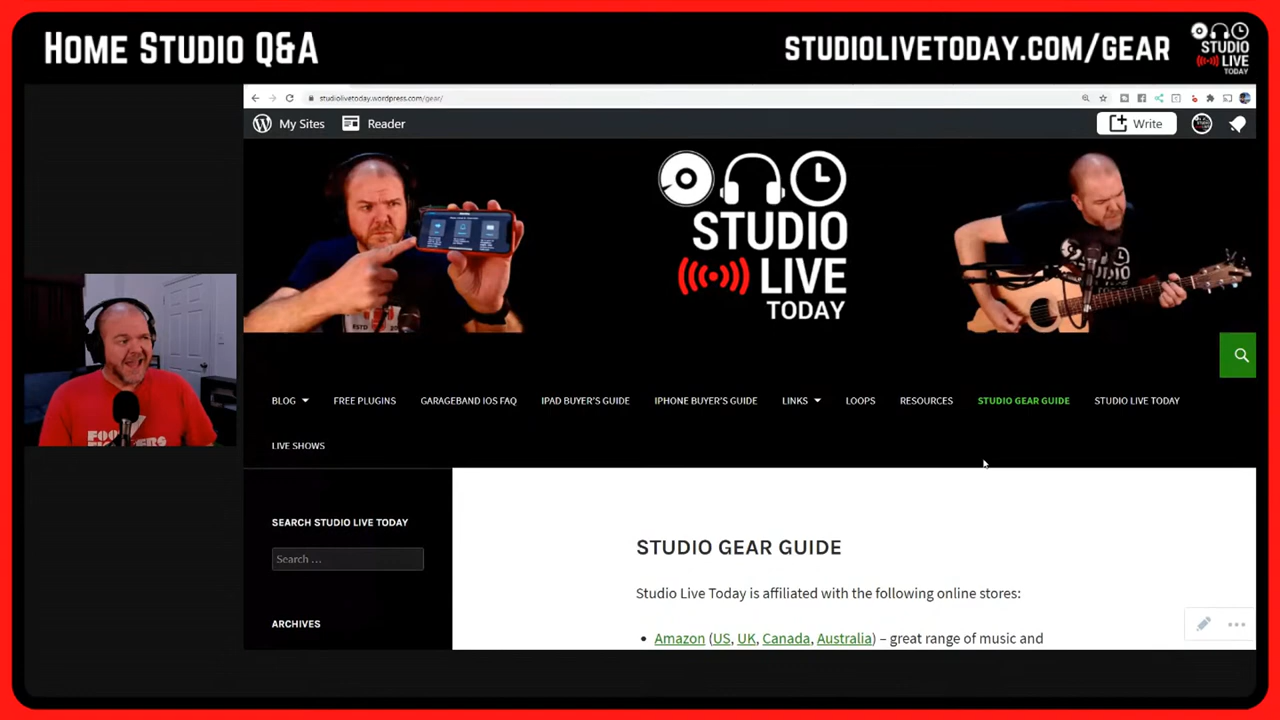 HOME STUDIO Q&A
STUDIOLIVETODAY.COM/GEAR
STUDIO
LIVE
TODAY
studiolivetoday.wordpress.com/gear/
My Sites
Reader
Write
STUDIO
LIVE
TODAY
BLOG
FREE PLUGINS
GARAGEBAND IOS FAQ
IPAD BUYER'S GUIDE
IPHONE BUYER'S GUIDE
LINKS
LOOPS
RESOURCES
STUDIO GEAR GUIDE
STUDIO LIVE TODAY
LIVE SHOWS
SEARCH STUDIO LIVE TODAY
Search …
ARCHIVES
STUDIO GEAR GUIDE
Studio Live Today is affiliated with the following online stores:
• Amazon (US, UK, Canada, Australia) – great range of music and